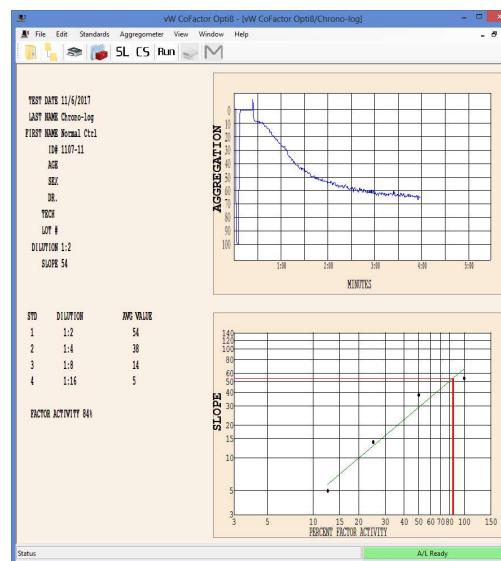 vW CoFactor Opti8 - [vW CoFactor Opti8/Chrono-log]
File Edit Standards Aggregometer View Window Help
SL CS Run
TEST DATE 11/6/2017
LAST NAME Chrono-log
FIRST NAME Normal Ctrl
ID# 1107-11
AGE
SEX
DR.
TECH
LOT #
DILUTION 1:2
SLOPE 54
AGGREGATION
0
10
20
30
40
50
60
70
80
90
100
1:00 2:00 3:00 4:00 5:00
MINUTES
STD DILUTION AVG VALUE
1 1:2 54
2 1:4 38
3 1:8 14
4 1:16 5
FACTOR ACTIVITY 84%
SLOPE
140
120
100
80
60
50
40
30
20
15
10
5
3
3 5 10 15 20 30 40 50 60 70 80 100 150
PERCENT FACTOR ACTIVITY
Status A/L Ready